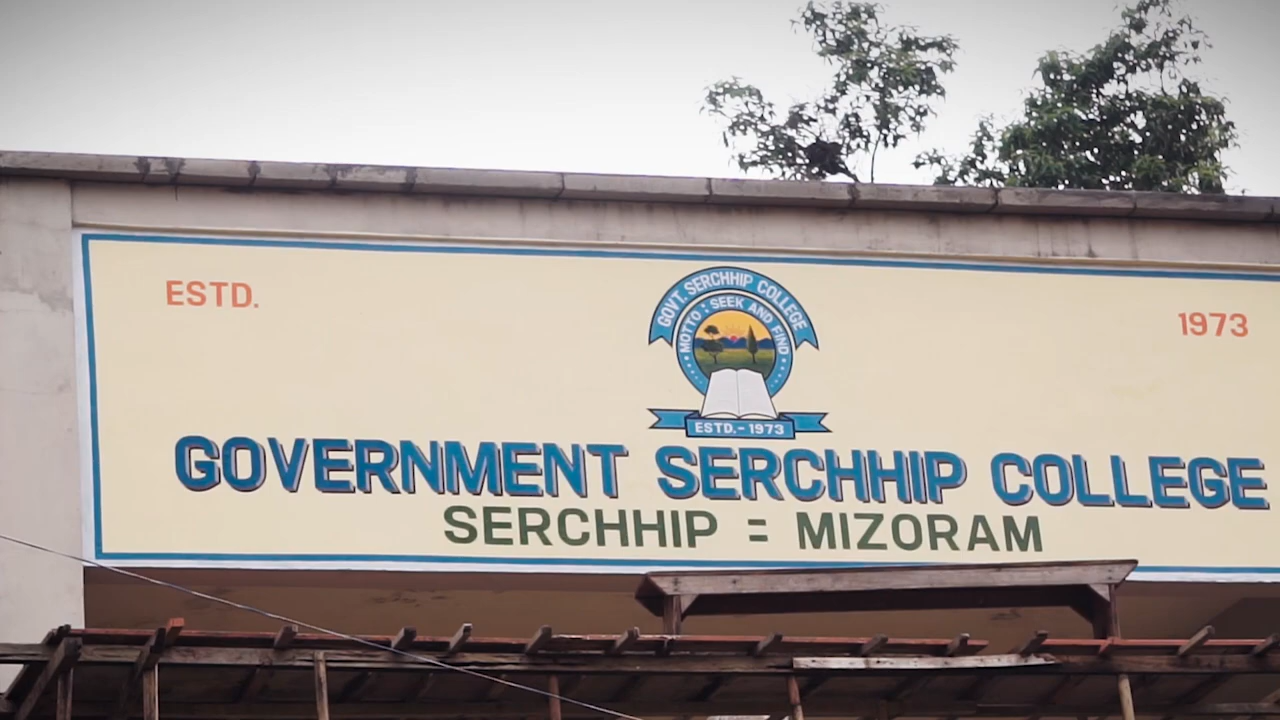 ESTD.
1973
GOVT. SERCHHIP COLLEGE
MOTTO : SEEK AND FIND
ESTD.-1973
GOVERNMENT SERCHHIP COLLEGE
SERCHHIP = MIZORAM